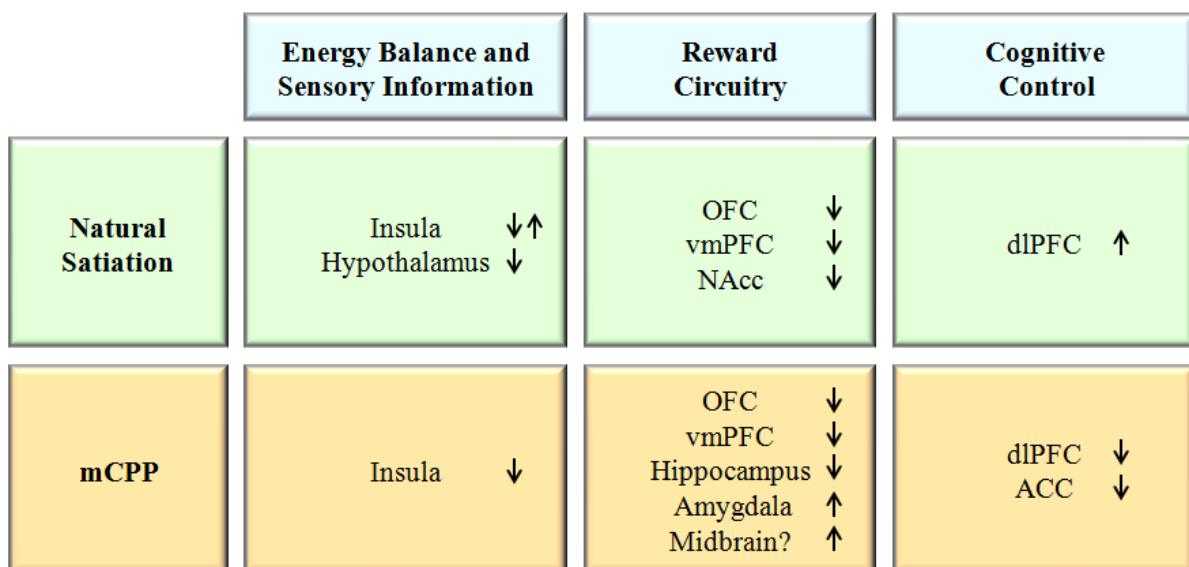 Energy Balance and
Sensory Information
Reward
Circuitry
Cognitive
Control
Natural
Satiation
Insula ↓↑
Hypothalamus ↓
OFC ↓
vmPFC ↓
NAcc ↓
dlPFC ↑
mCPP
Insula ↓
OFC ↓
vmPFC ↓
Hippocampus ↓
Amygdala ↑
Midbrain? ↑
dlPFC ↓
ACC ↓